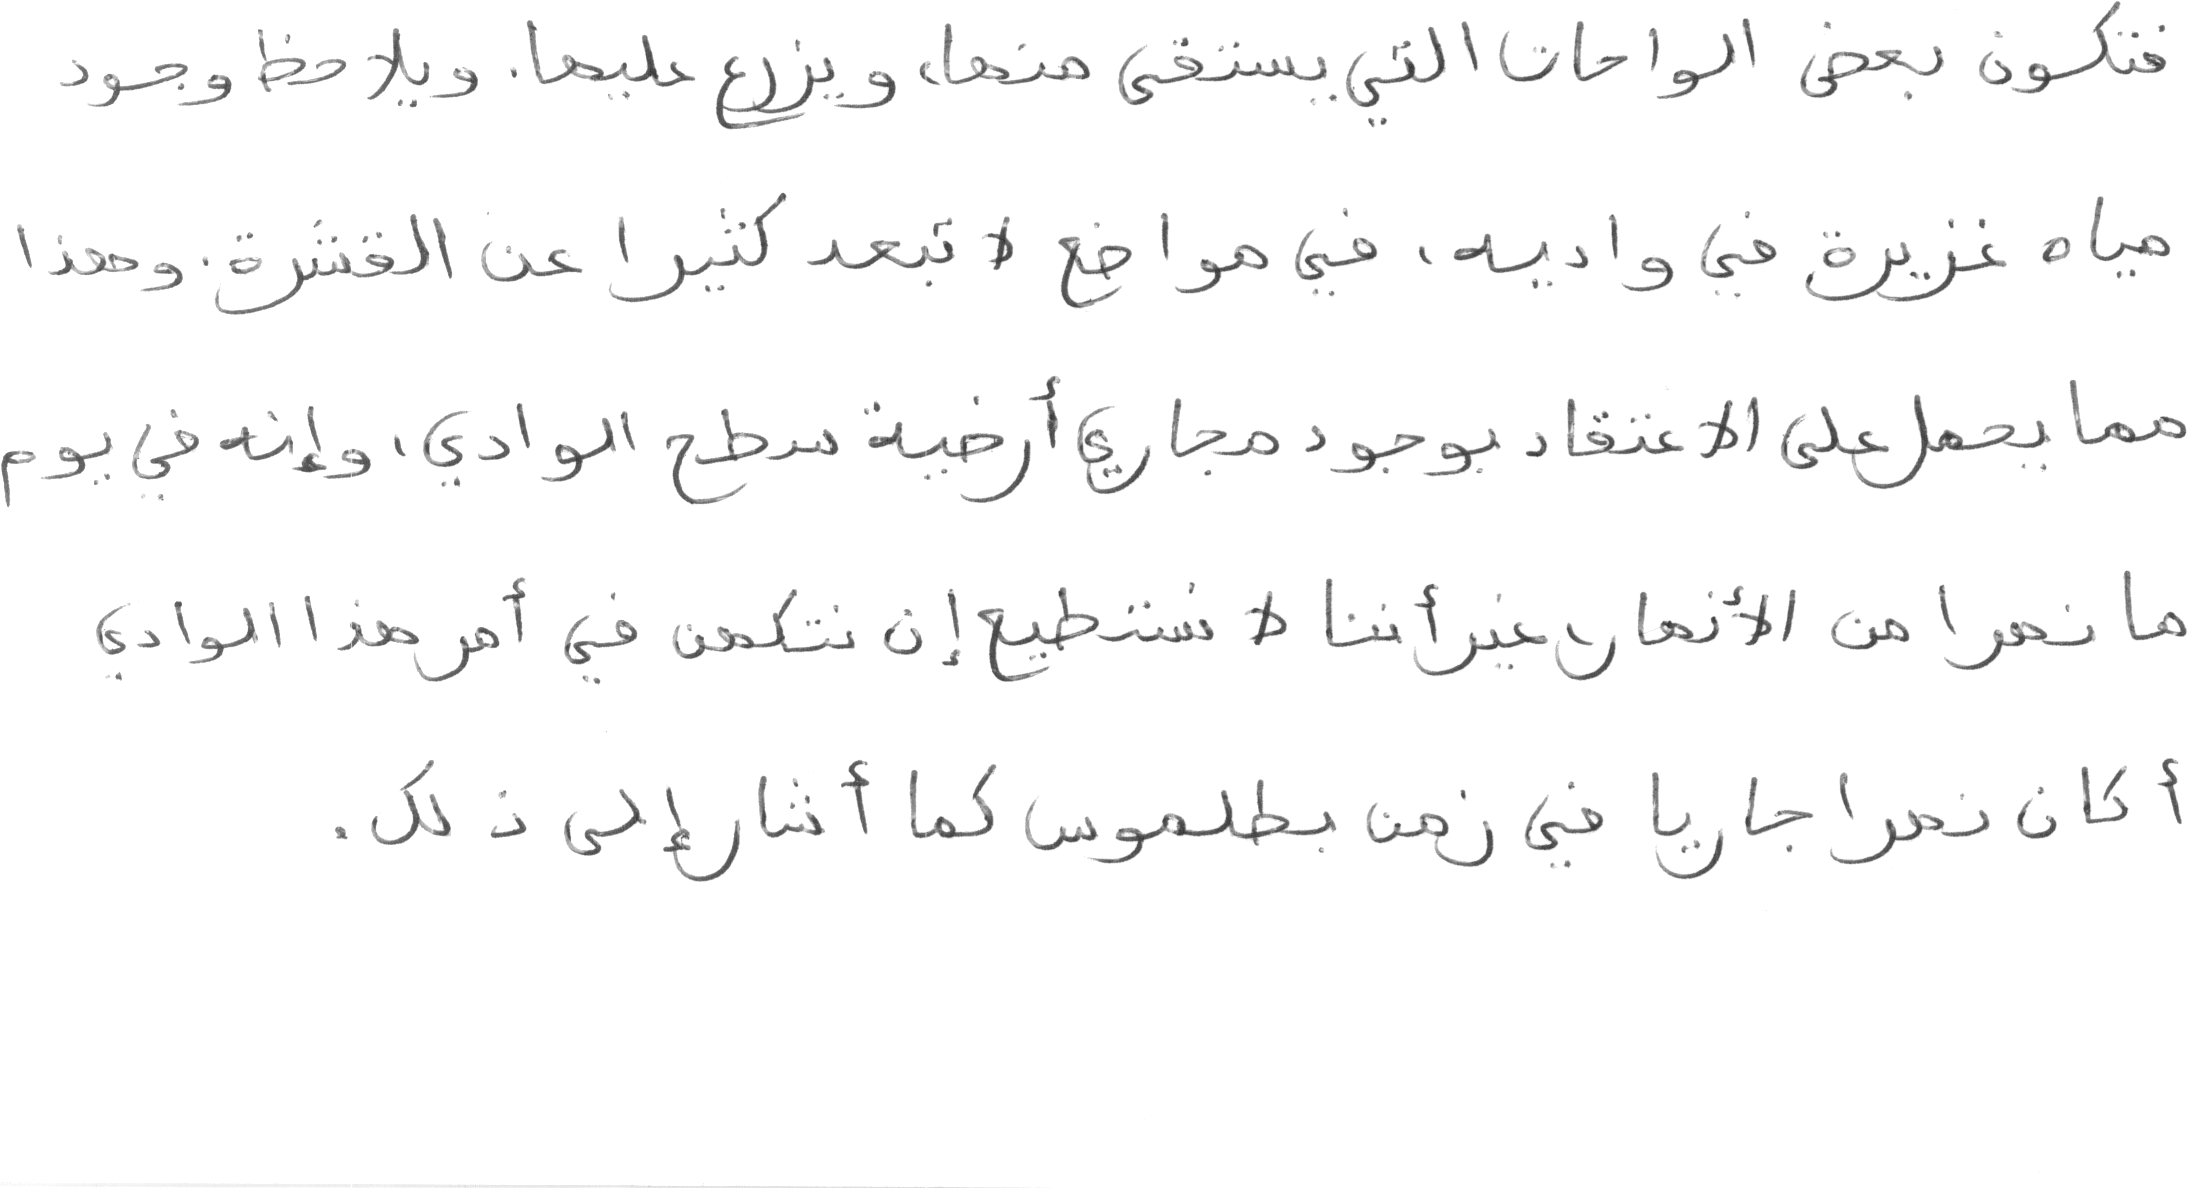 فتكون بعض الواحات التي يستقى منها، ويزرع عليها. ويلاحظ وجود
مياه غزيرة في واديه، في مواضع لا تبعد كثيرا عن القشرة. وهذا
مما يحمل على الاعتقاد بوجود مجاري أرضية سطح الوادي، وإنه في يوم
ما نهرا من الأنهار، غير أننا لا نستطيع إن نتكهن في أمر هذا الوادي
أكان نهرا جاريا في زمن بطلموس كما أشار إلى ذلك.